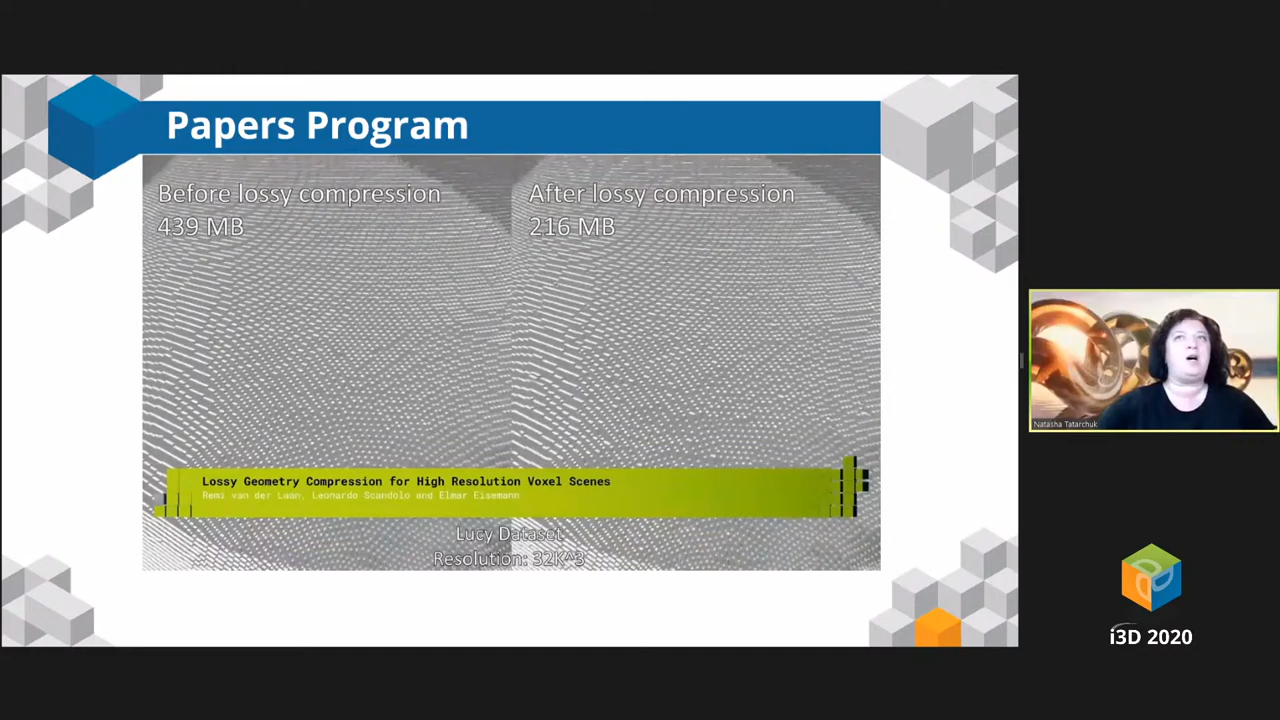 Papers Program
Before lossy compression
439 MB
After lossy compression
216 MB
Lossy Geometry Compression for High Resolution Voxel Scenes
Remi van der Laan, Leonardo Scandolo and Elmar Eisemann
Lucy Dataset
Resolution: 32K^3
Natasha Tatarchuk
i3D 2020